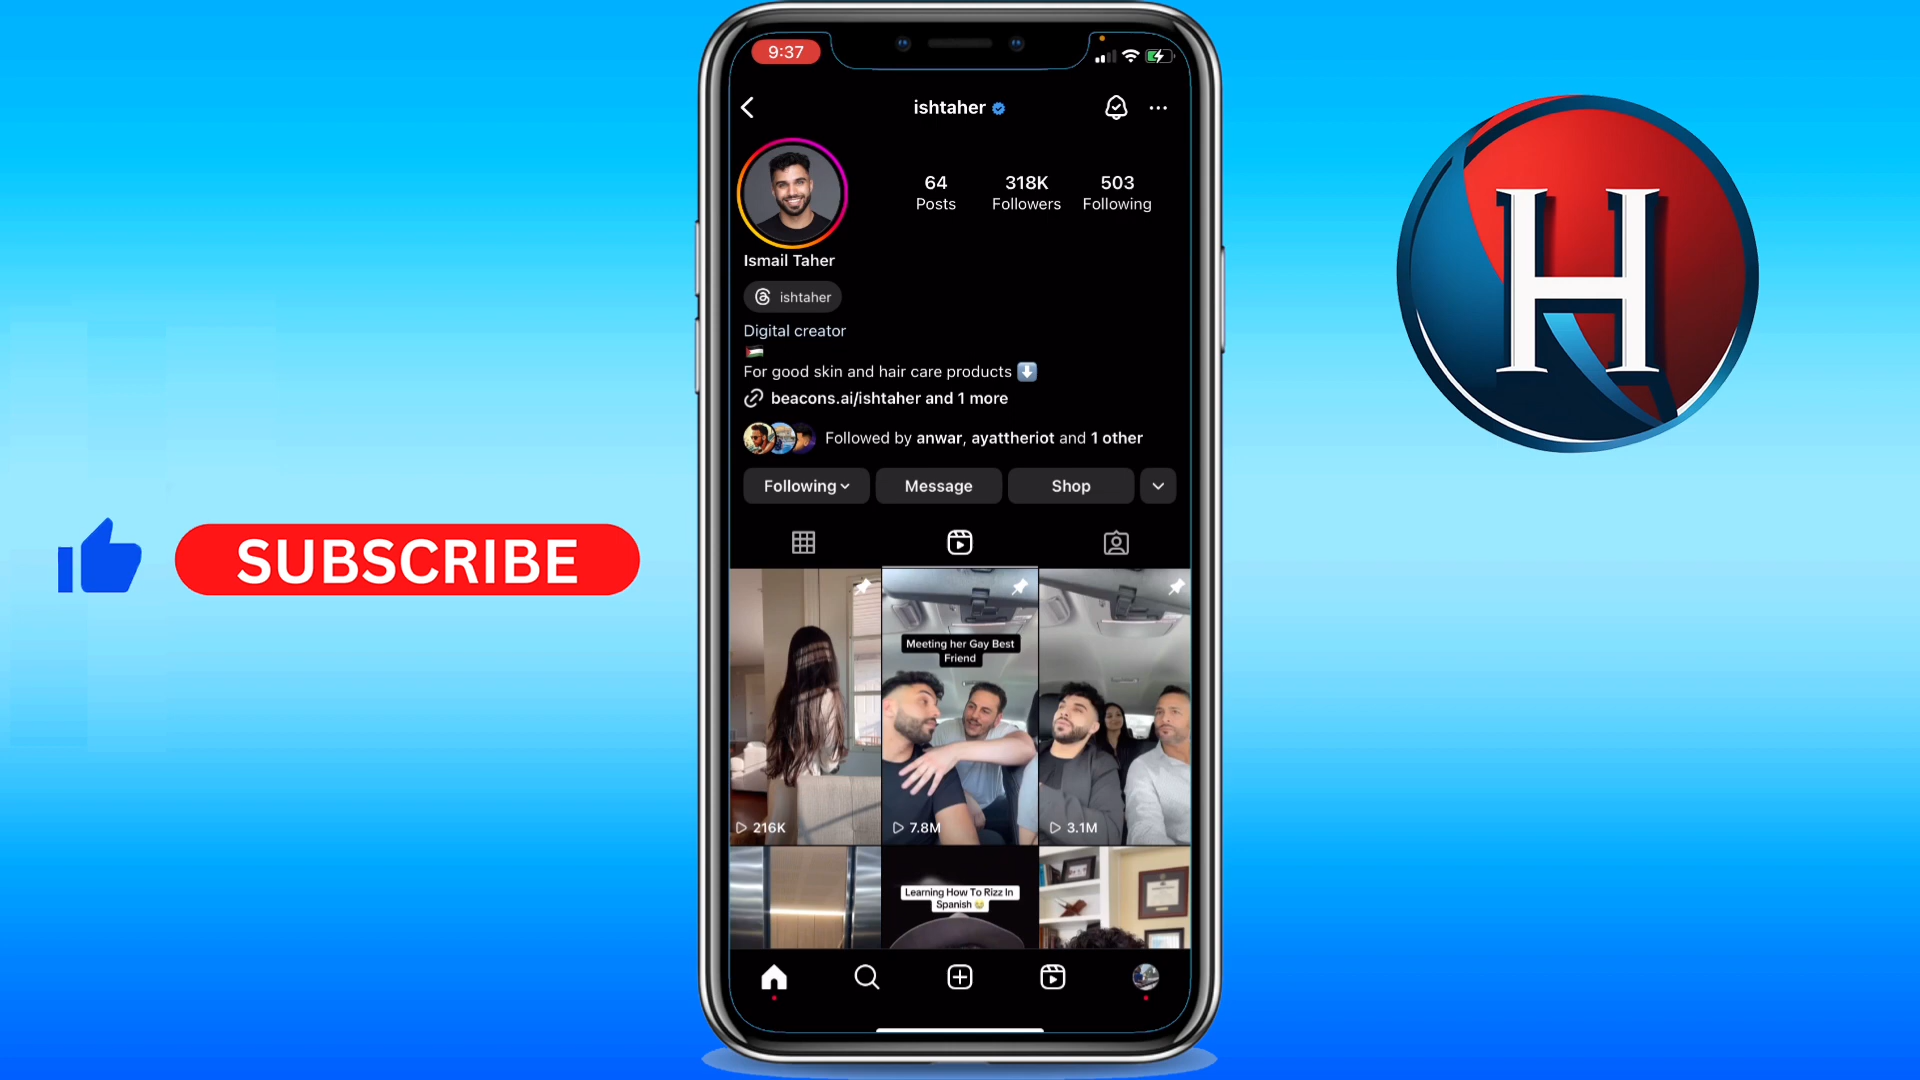 9:37
ishtaher
64
Posts
318K
Followers
503
Following
Ismail Taher
ishtaher
Digital creator
For good skin and hair care products ⬇️
beacons.ai/ishtaher and 1 more
Followed by anwar, ayattheriot and 1 other
Following
Message
Shop
H
SUBSCRIBE
Meeting her Gay Best
Friend
216K
7.8M
3.1M
Learning How To Rizz In
Spanish 😭